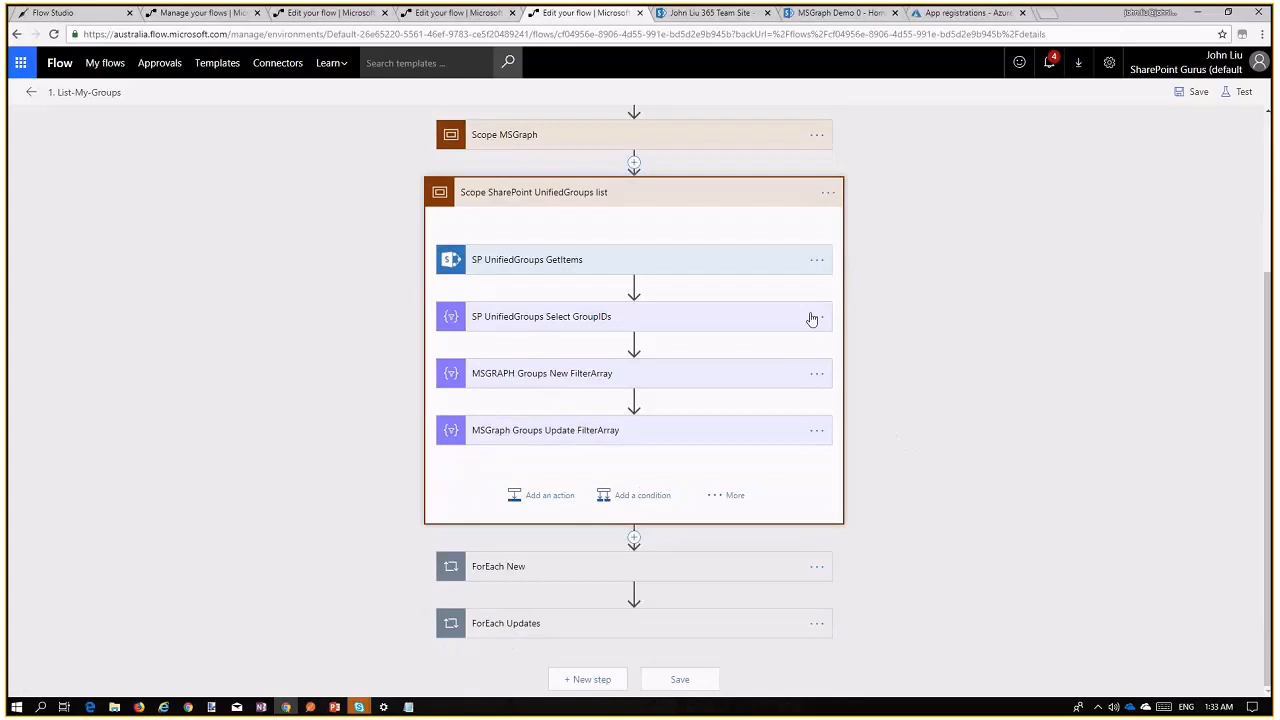 Flow Studio
Manage your flows | Mic
Edit your flow | Microsoft
Edit your flow | Microsoft
Edit your flow | Microsoft
John Liu 365 Team Site -
MSGraph Demo 0 - Hom
App registrations - Azure
https://australia.flow.microsoft.com/manage/environments/Default-26e65220-5561-46ef-9783-ce5f20489241/flows/cf04956e-8906-4d55-991e-bd5d2e9b945b?backUrl=%2Fflows%2Fcf04956e-8906-4d55-991e-bd5d2e9b945b%2Fdetails
Flow
My flows
Approvals
Templates
Connectors
Learn
Search templates ...
4
John Liu
SharePoint Gurus (default)
1. List-My-Groups
Save
Test
Scope MSGraph
Scope SharePoint UnifiedGroups list
SP UnifiedGroups GetItems
SP UnifiedGroups Select GroupIDs
MSGRAPH Groups New FilterArray
MSGraph Groups Update FilterArray
Add an action
Add a condition
More
ForEach New
ForEach Updates
+ New step
Save
ENG
1:33 AM